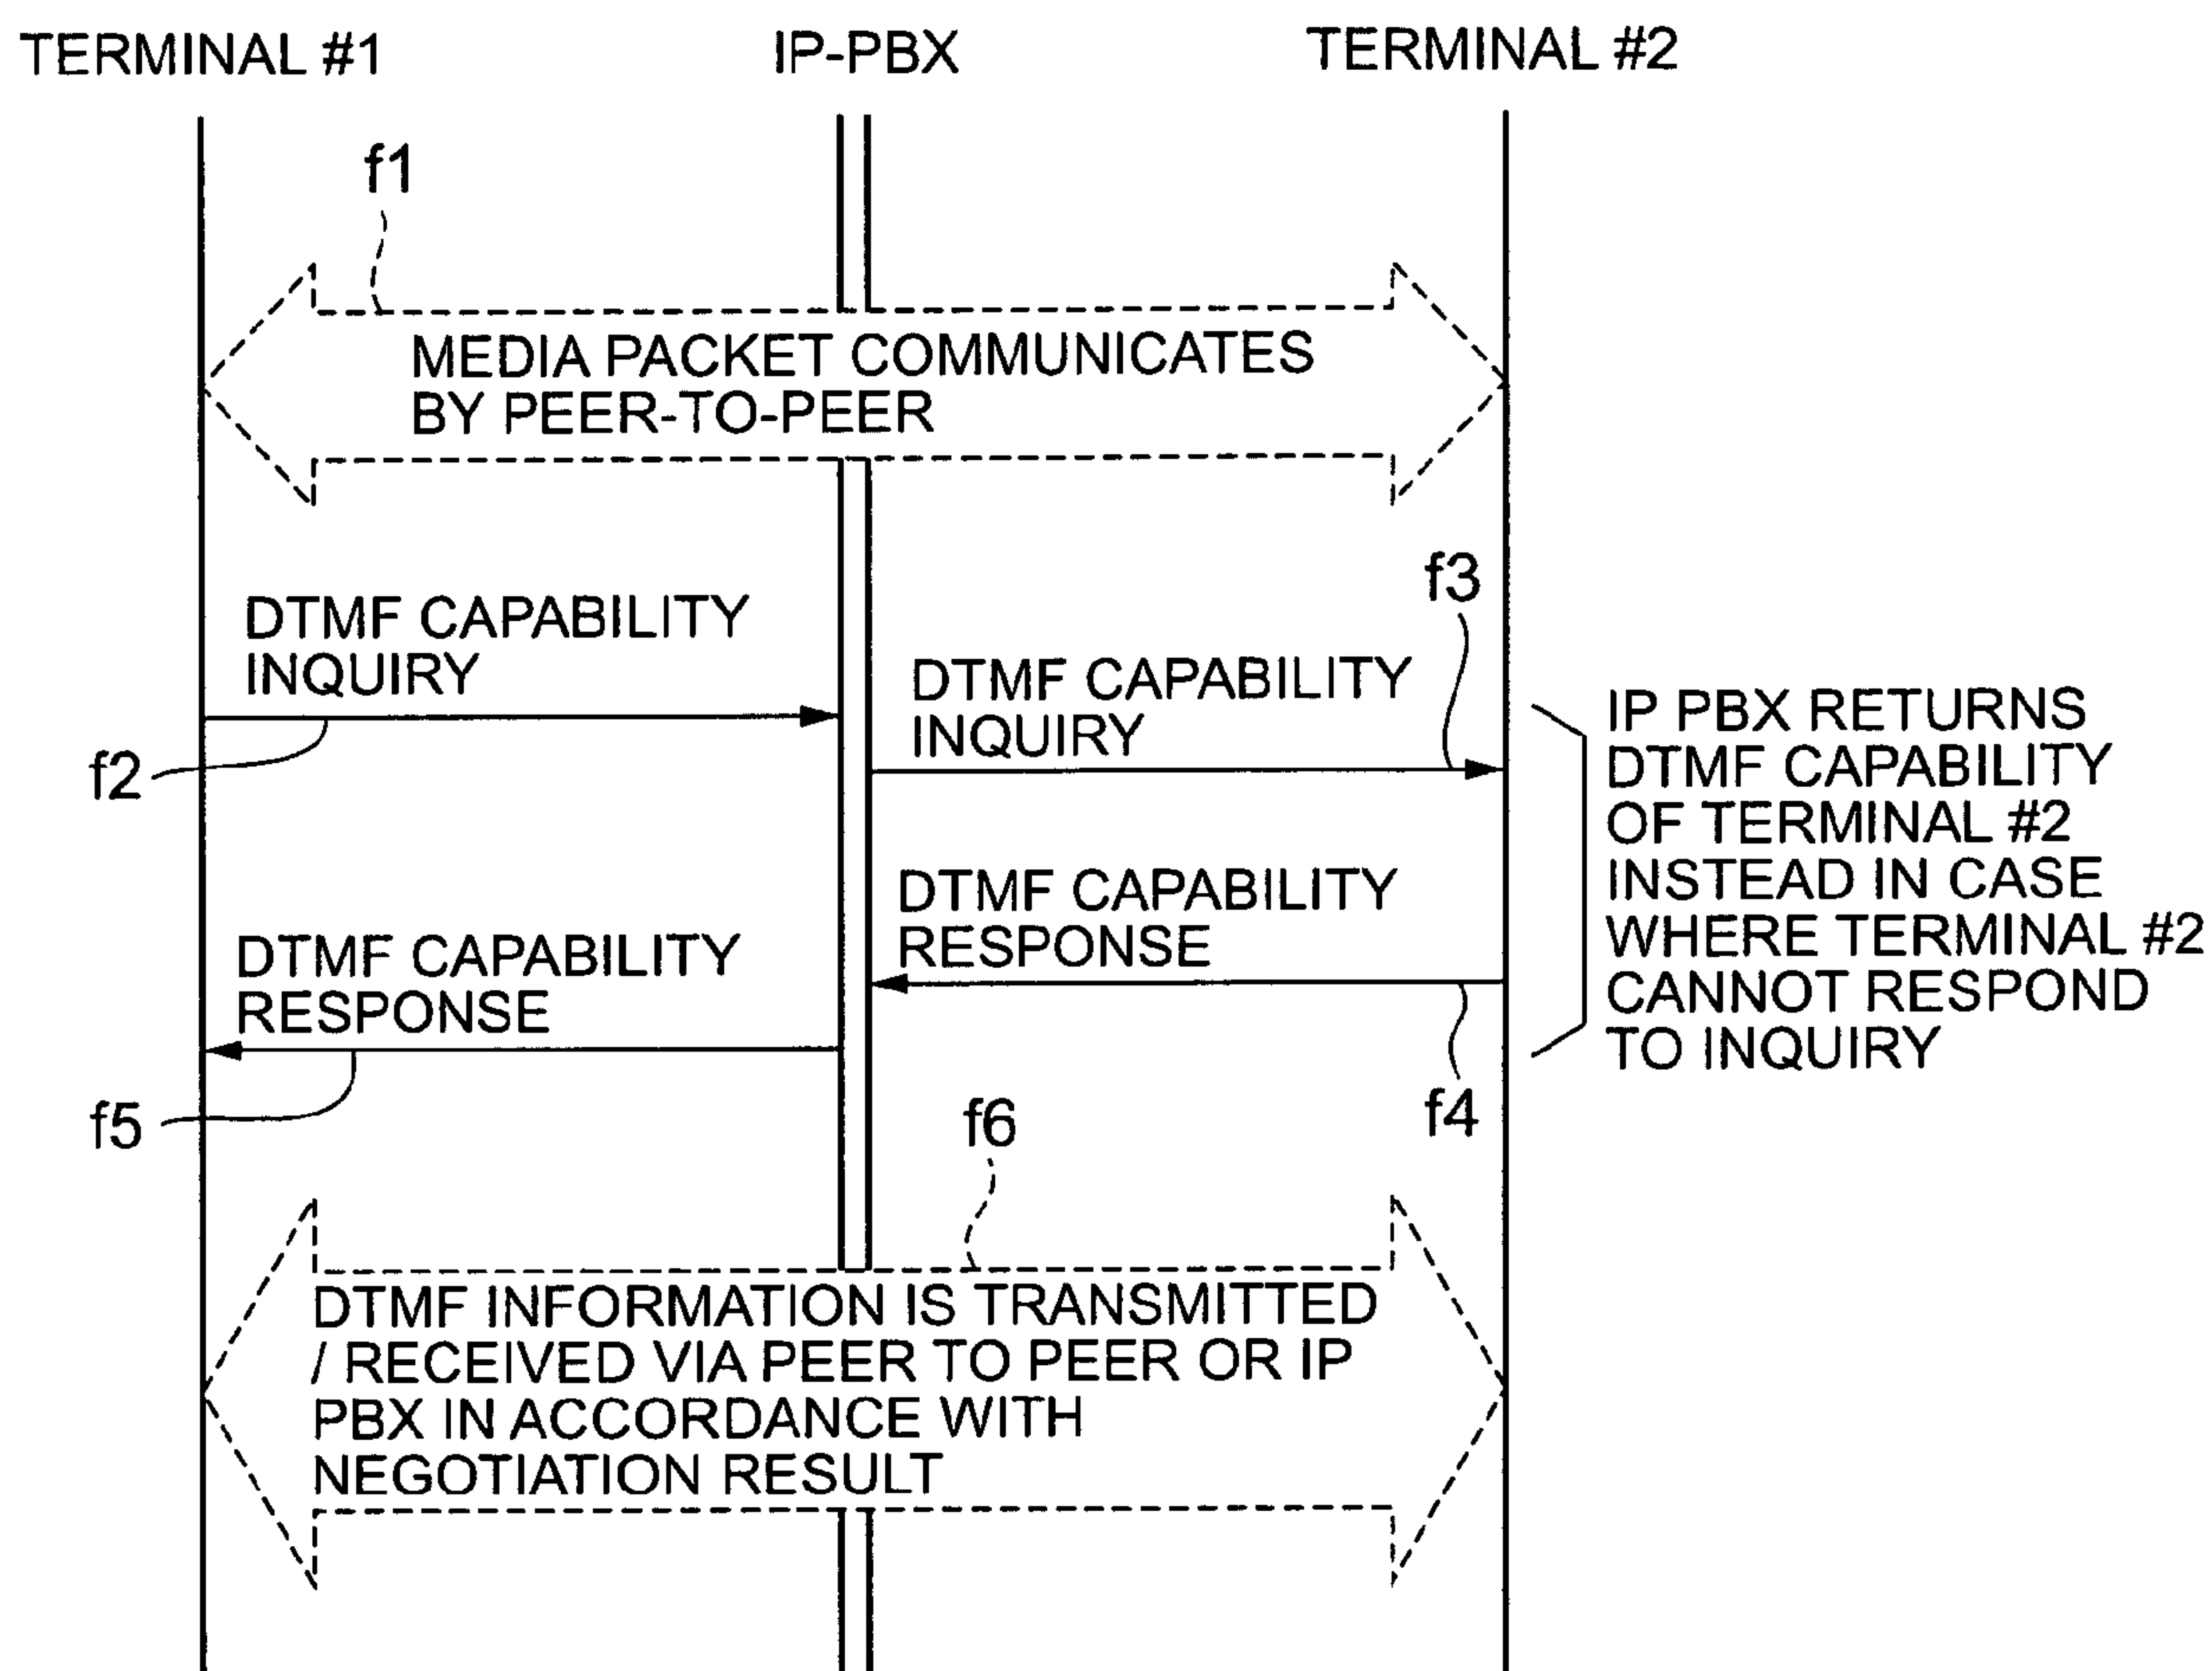 TERMINAL #1
IP-PBX
TERMINAL #2
f1
MEDIA PACKET COMMUNICATES
BY PEER-TO-PEER
f3
DTMF CAPABILITY
INQUIRY
f2
DTMF CAPABILITY
INQUIRY
IP PBX RETURNS
DTMF CAPABILITY
OF TERMINAL #2
INSTEAD IN CASE
WHERE TERMINAL #2
CANNOT RESPOND
TO INQUIRY
DTMF CAPABILITY
RESPONSE
f4
DTMF CAPABILITY
RESPONSE
f5
f6
DTMF INFORMATION IS TRANSMITTED
/ RECEIVED VIA PEER TO PEER OR IP
PBX IN ACCORDANCE WITH
NEGOTIATION RESULT